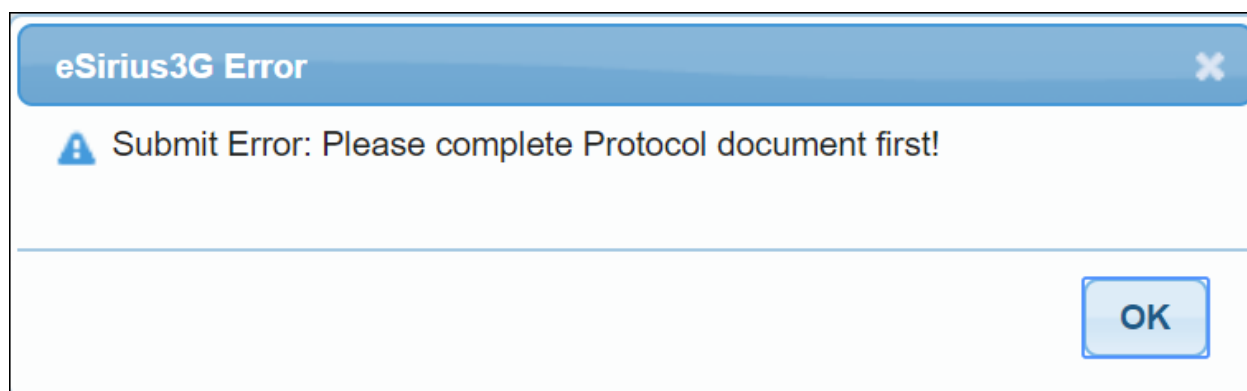 eSirius3G Error
Submit Error: Please complete Protocol document first!
OK